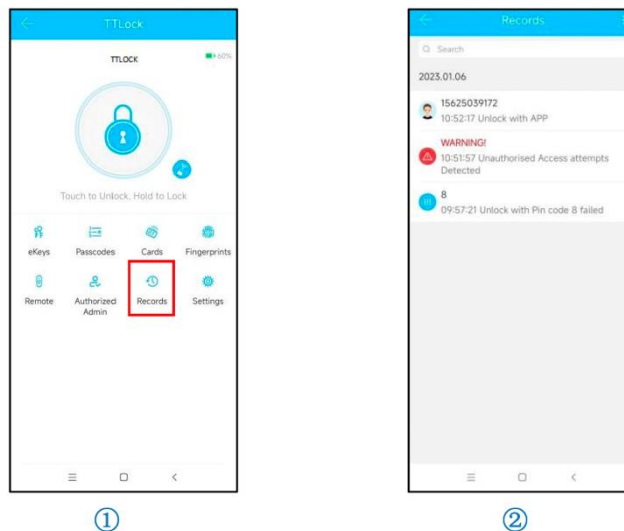 TTLock
TTLOCK
60%
Touch to Unlock, Hold to Lock
eKeys Passcodes Cards Fingerprints
Remote Authorized Admin Records Settings
①
Records
Search
2023.01.06
15625039172
10:52:17 Unlock with APP
WARNING!
10:51:57 Unauthorised Access attempts
Detected
8
09:57:21 Unlock with Pin code 8 failed
②